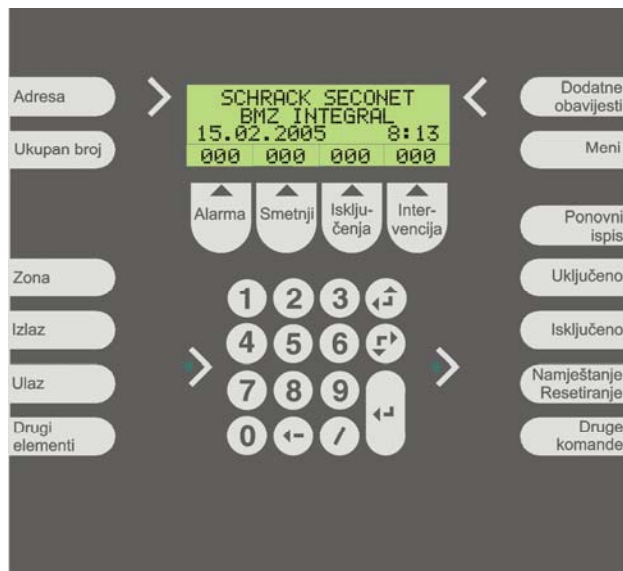 Adresa
Ukupan broj
Zona
Izlaz
Ulaz
Drugi
elementi
SCHRACK SECONET
BMZ INTEGRAL
15.02.2005 8:13
000 000 000 000
Alarma Smetnji Isklju-
čenja Inter-
vencija
1 2 3
4 5 6
7 8 9
0 /
Dodatne
obavijesti
Meni
Ponovni
ispis
Uključeno
Isključeno
Namještanje
Resetiranje
Druge
komande